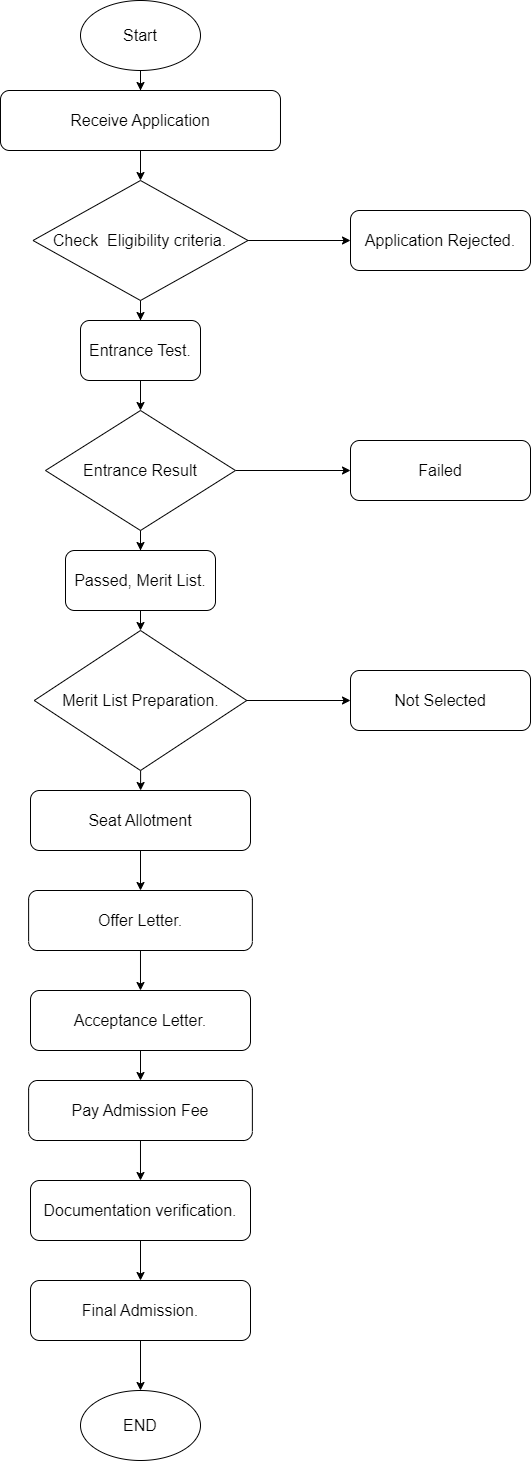 Start
Receive Application
Check  Eligibility criteria.
Application Rejected.
Entrance Test.
Entrance Result
Failed
Passed, Merit List.
Merit List Preparation.
Not Selected
Seat Allotment
Offer Letter.
Acceptance Letter.
Pay Admission Fee
Documentation verification.
Final Admission.
END